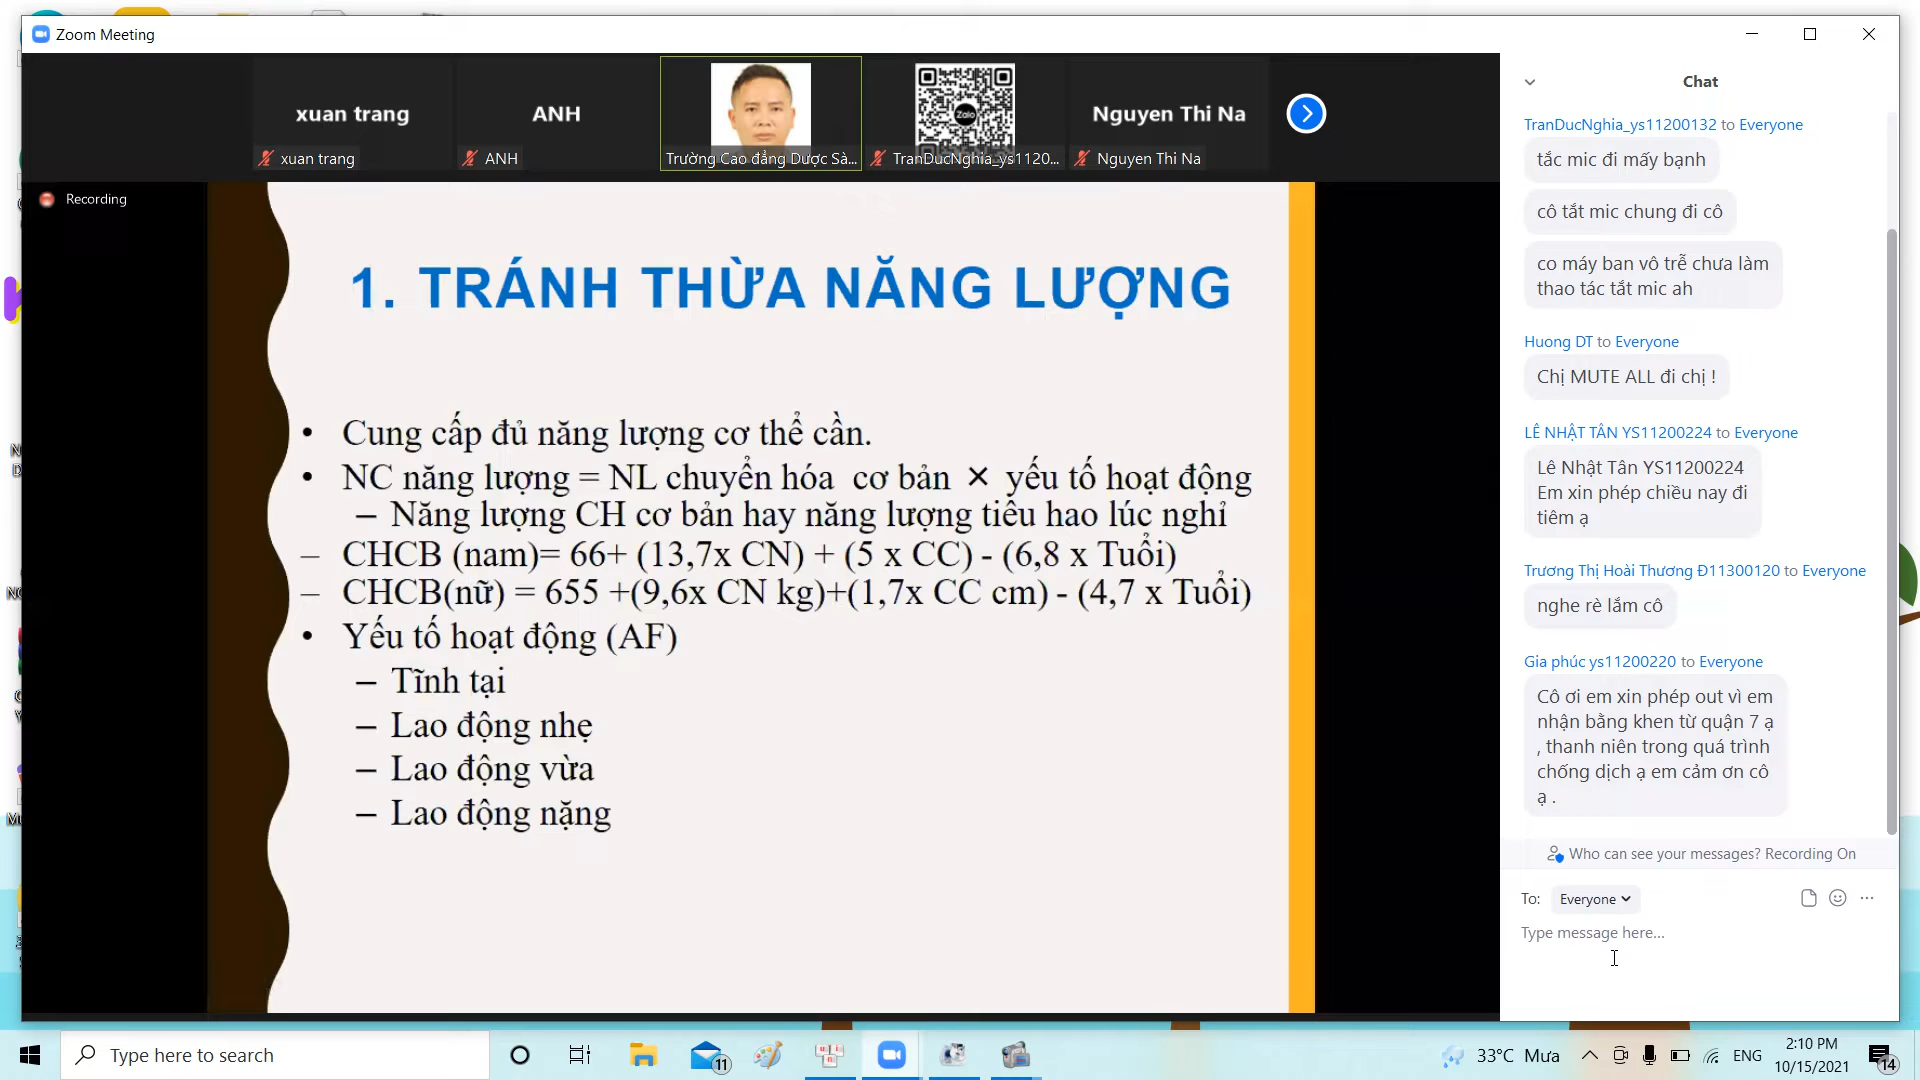 Zoom Meeting
xuan trang
ANH
Zalo
Nguyen Thi Na
xuan trang
ANH
Trường Cao đẳng Dược Sà...
TranDucNghia_ys1120...
Nguyen Thi Na
Recording
1. TRÁNH THỪA NĂNG LƯỢNG
• Cung cấp đủ năng lượng cơ thể cần.
• NC năng lượng = NL chuyển hóa cơ bản × yếu tố hoạt động
– Năng lượng CH cơ bản hay năng lượng tiêu hao lúc nghỉ
– CHCB (nam)= 66+ (13,7x CN) + (5 x CC) - (6,8 x Tuổi)
– CHCB(nữ) = 655 +(9,6x CN kg)+(1,7x CC cm) - (4,7 x Tuổi)
• Yếu tố hoạt động (AF)
– Tĩnh tại
– Lao động nhẹ
– Lao động vừa
– Lao động nặng
Chat
TranDucNghia_ys11200132 to Everyone
tắc mic đi mấy bạnh
cô tắt mic chung đi cô
co máy ban vô trễ chưa làm
thao tác tắt mic ah
Huong DT to Everyone
Chị MUTE ALL đi chị !
LÊ NHẬT TÂN YS11200224 to Everyone
Lê Nhật Tân YS11200224
Em xin phép chiều nay đi
tiêm ạ
Trương Thị Hoài Thương Đ11300120 to Everyone
nghe rè lắm cô
Gia phúc ys11200220 to Everyone
Cô ơi em xin phép out vì em
nhận bằng khen từ quận 7 ạ
, thanh niên trong quá trình
chống dịch ạ em cảm ơn cô
ạ .
Who can see your messages? Recording On
To: Everyone
Type message here...
Type here to search
11
33°C Mưa
ENG
2:10 PM
10/15/2021
14